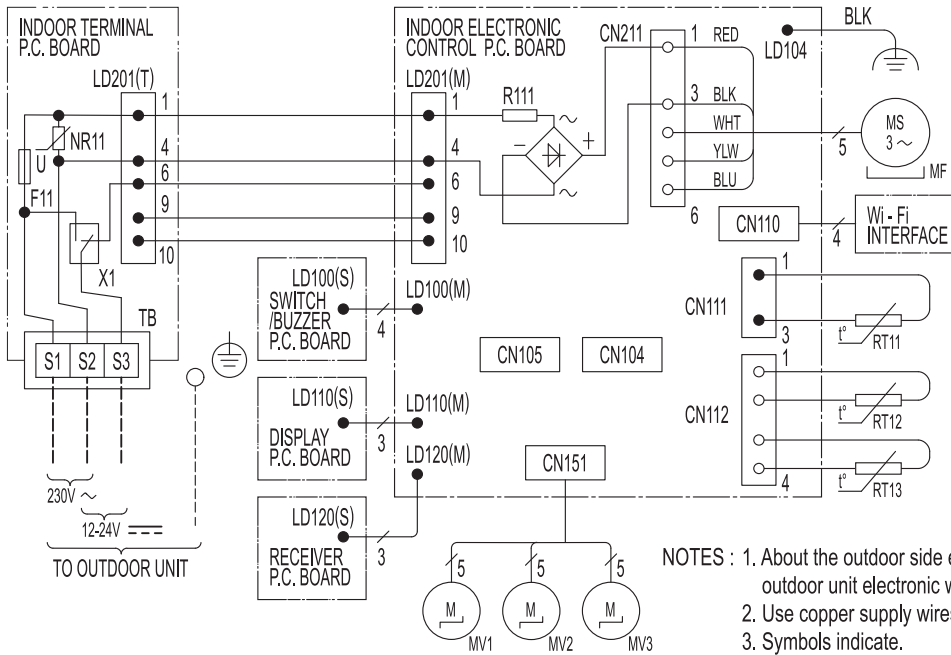 INDOOR TERMINAL
P.C. BOARD
LD201(T)
1
NR11
4
U
6
F11
9
10
X1
TB
S1 S2 S3
230V ~
12-24V
TO OUTDOOR UNIT
INDOOR ELECTRONIC
CONTROL P.C. BOARD
LD201(M)
1
4
6
9
10
R111
~
− +
~
CN211
1 RED
3 BLK
WHT
YLW
BLU
6
LD104
BLK
5
MS
3 ~
MF
CN110
4
Wi - Fi
INTERFACE
CN111
1
3
t°
RT11
CN112
1
t°
RT12
4
t°
RT13
LD100(S)
SWITCH
/BUZZER
P.C. BOARD
4
LD100(M)
CN105
CN104
LD110(S)
DISPLAY
P.C. BOARD
3
LD110(M)
LD120(M)
CN151
LD120(S)
RECEIVER
P.C. BOARD
3
5 5 5
M M M
MV1 MV2 MV3
NOTES : 1. About the outdoor side
outdoor unit electronic
2. Use copper supply
3. Symbols indicate.